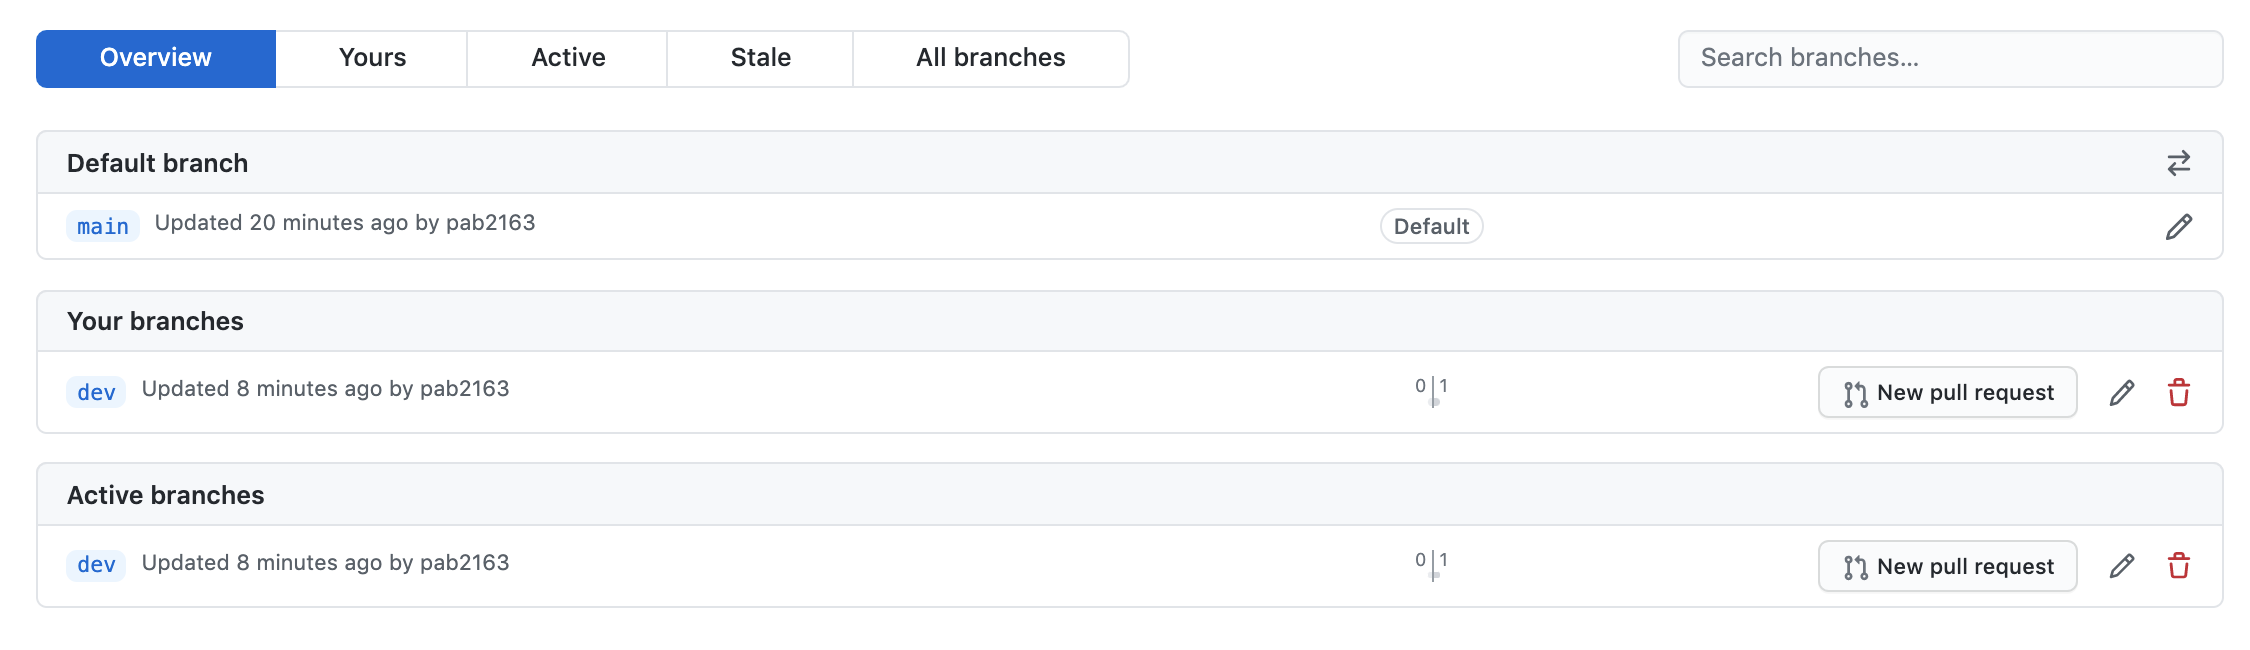 Overview Yours Active Stale All branches Search branches...
Default branch
main Updated 20 minutes ago by pab2163 Default
Your branches
dev Updated 8 minutes ago by pab2163 0 1 New pull request
Active branches
dev Updated 8 minutes ago by pab2163 0 1 New pull request